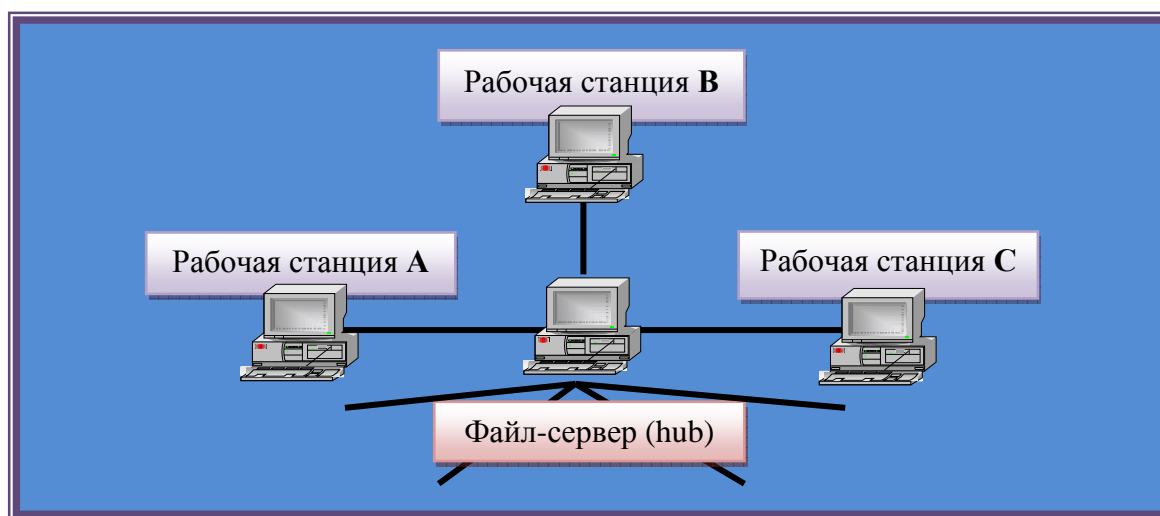 Рабочая станция B
Рабочая станция A
Рабочая станция C
Файл-сервер (hub)